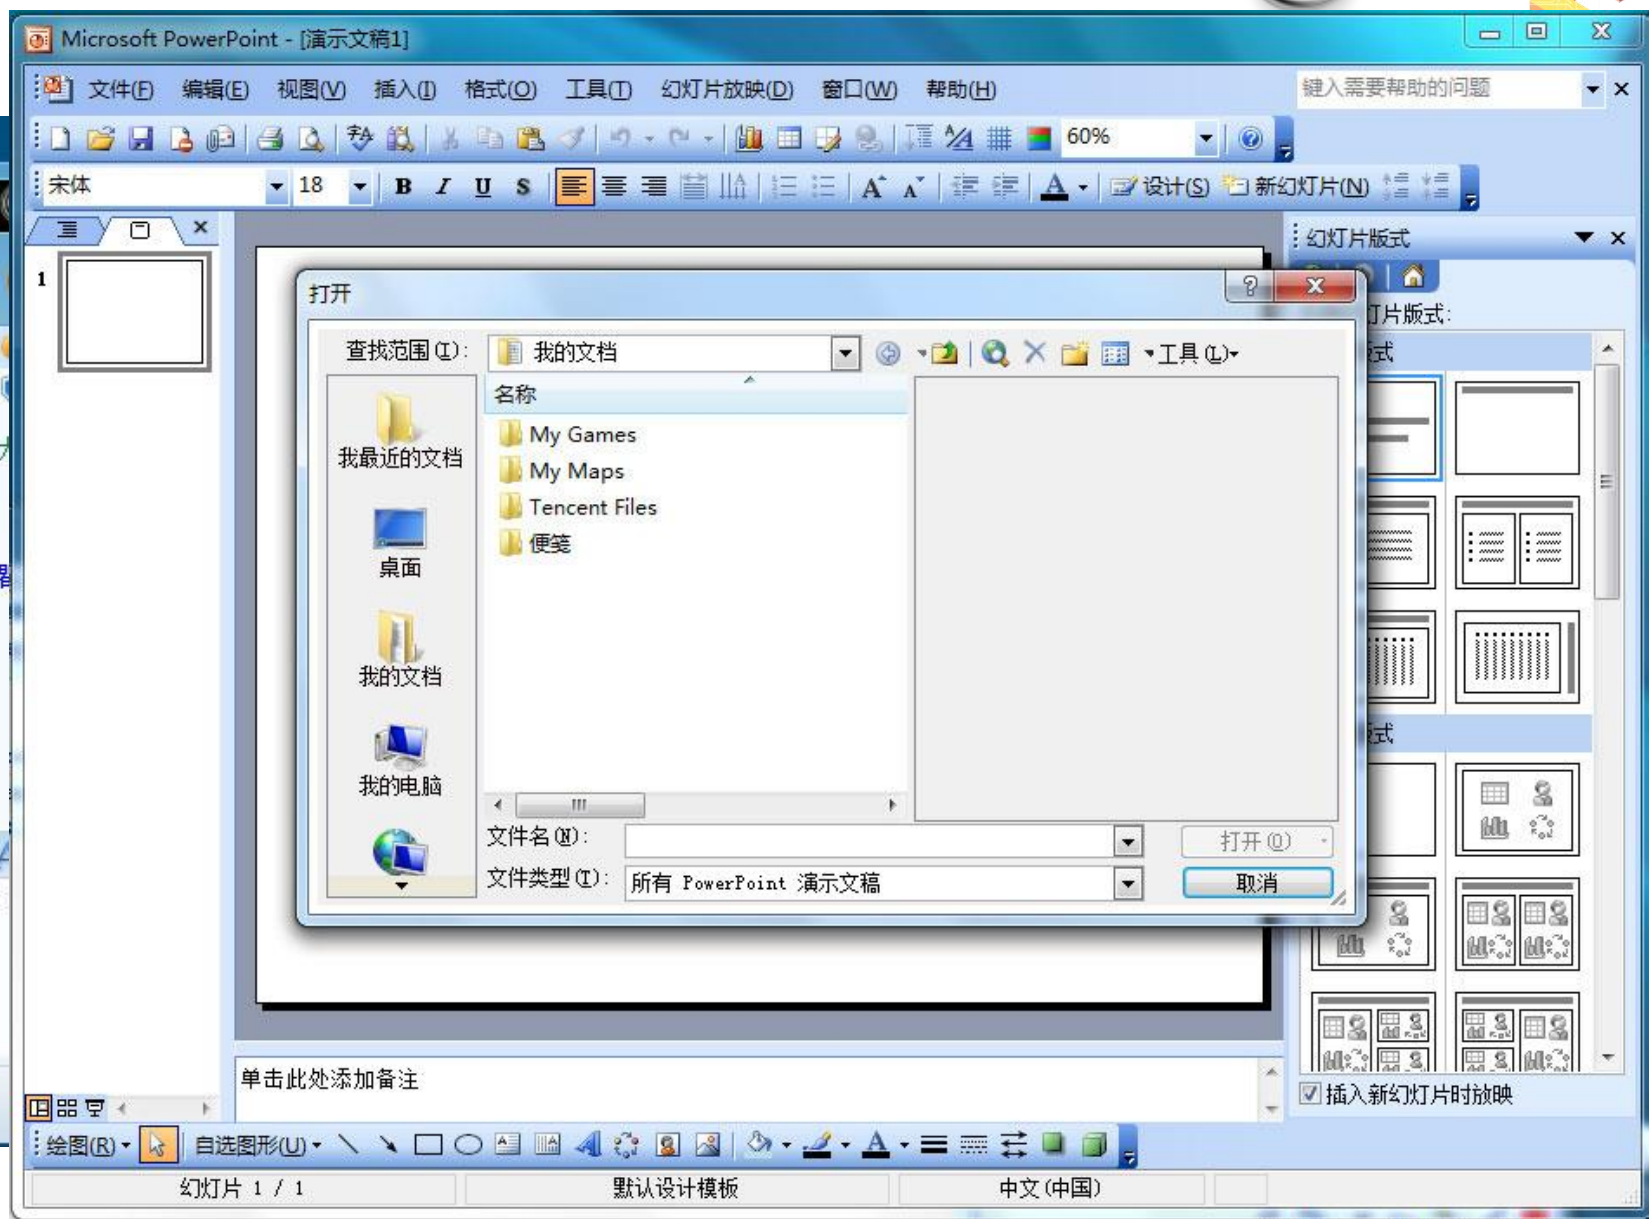 Microsoft PowerPoint - [演示文稿1]
文件(F) 编辑(E) 视图(V) 插入(I) 格式(O) 工具(T) 幻灯片放映(D) 窗口(W) 帮助(H) 键入需要帮助的问题
60%
宋体 18 B I U S A A A 设计(S) 新幻灯片(N)
幻灯片版式
1
打开
灯片版式:
查找范围(I): 我的文档 工具(L)
式
名称
My Games
我最近的文档
My Maps
Tencent Files
便笺
桌面
我的文档
版式
我的电脑
文件名(N): 打开(O)
文件类型(T): 所有 PowerPoint 演示文稿 取消
单击此处添加备注
插入新幻灯片时放映
绘图(R) 自选图形(U) A A
幻灯片 1 / 1 默认设计模板 中文(中国)